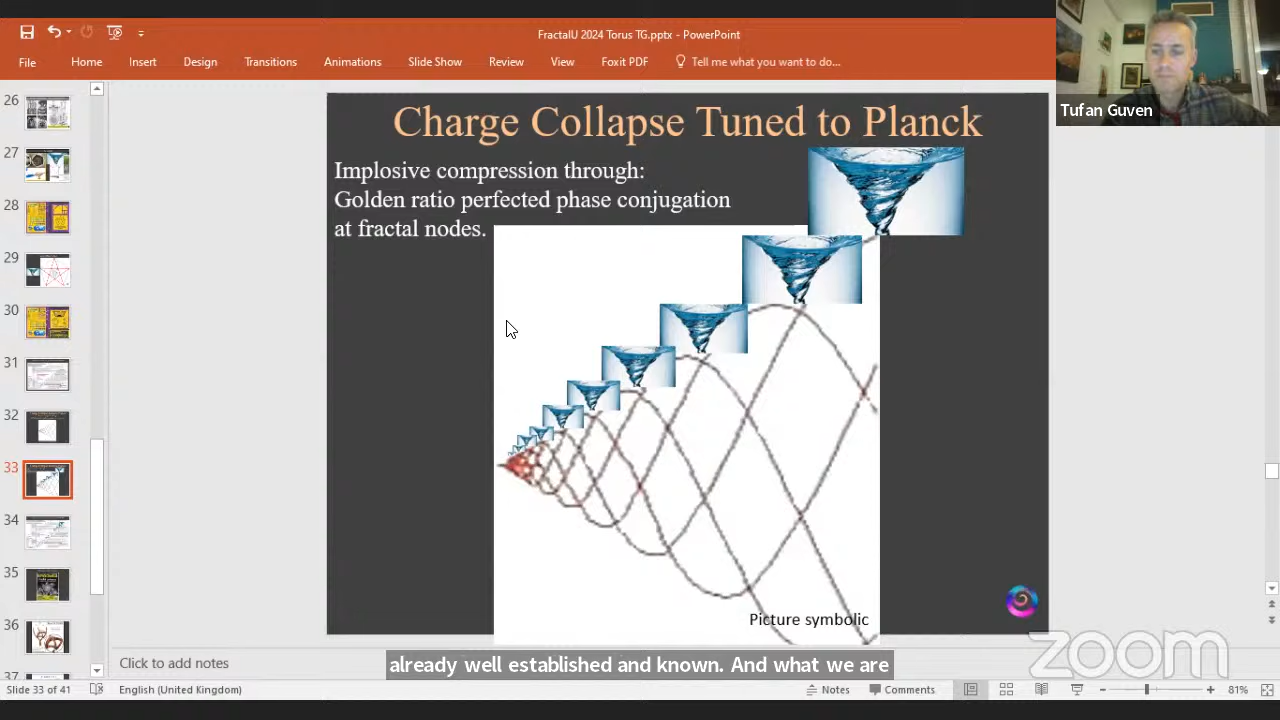 FractalU 2024 Torus TG.pptx - PowerPoint
File Home Insert Design Transitions Animations Slide Show Review View Foxit PDF Tell me what you want to do...
Tufan Guven
26
27
28
29
30
31
32
33
34
35
36
37
Charge Collapse Tuned to Planck
Implosive compression through:
Golden ratio perfected phase conjugation
at fractal nodes.
Picture symbolic
Click to add notes
already well established and known. And what we are
zoom
Slide 33 of 41 English (United Kingdom) Notes Comments 81%